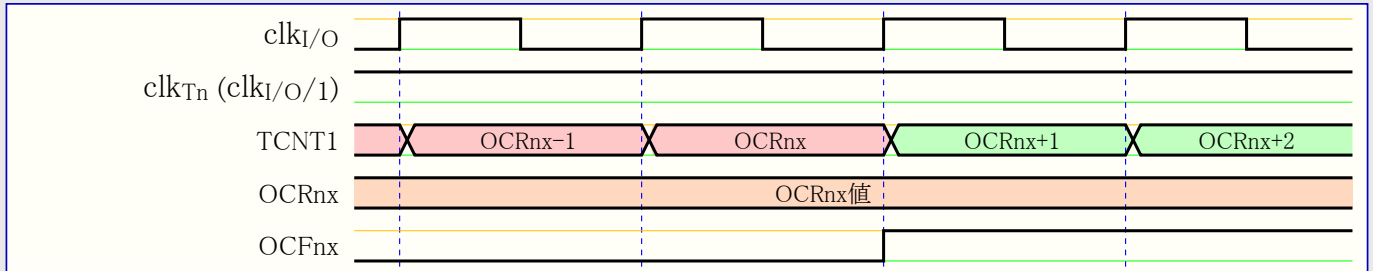 clkI/O
clkTn (clkI/O/1)
TCNT1 OCRnx-1 OCRnx OCRnx+1 OCRnx+2
OCRnx OCRnx値
OCFnx